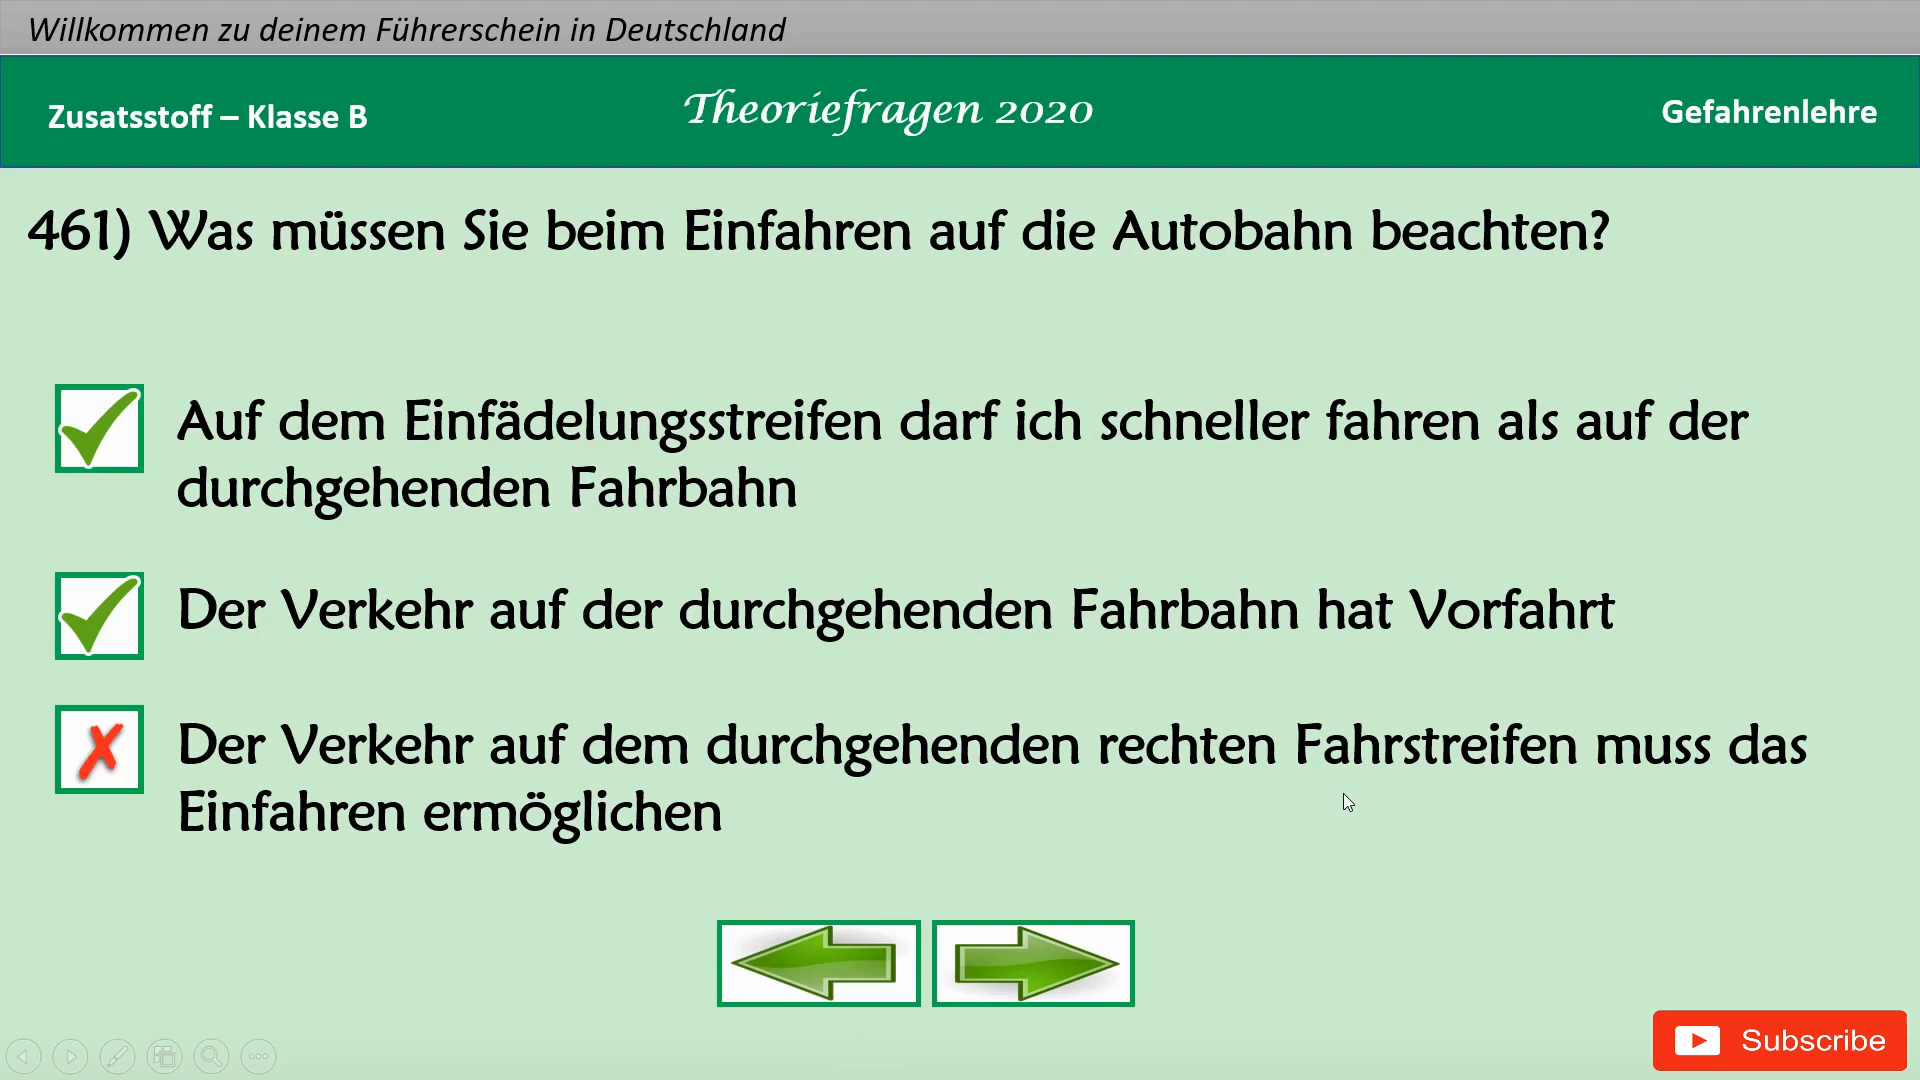 Willkommen zu deinem Führerschein in Deutschland
Zusatsstoff – Klasse B
Theoriefragen 2020
Gefahrenlehre
461) Was müssen Sie beim Einfahren auf die Autobahn beachten?
Auf dem Einfädelungsstreifen darf ich schneller fahren als auf der
durchgehenden Fahrbahn
Der Verkehr auf der durchgehenden Fahrbahn hat Vorfahrt
Der Verkehr auf dem durchgehenden rechten Fahrstreifen muss das
Einfahren ermöglichen
Subscribe